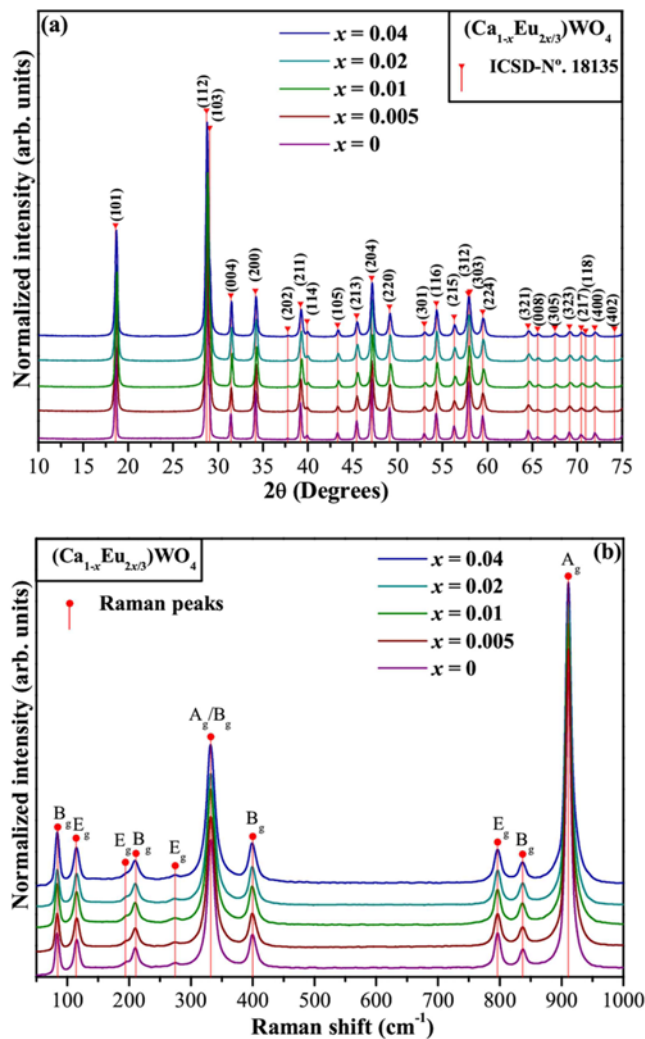 (a)
x = 0.04
x = 0.02
x = 0.01
x = 0.005
x = 0
(Ca1-xEu2x/3)WO4
ICSD-Nº. 18135
(101)
(112)
(103)
(004)
(200)
(202)
(211)
(114)
(105)
(213)
(204)
(220)
(301)
(116)
(215)
(312)
(303)
(224)
(321)
(008)
(305)
(323)
(217)
(118)
(400)
(402)
Normalized intensity (arb. units)
10 15 20 25 30 35 40 45 50 55 60 65 70 75
2θ (Degrees)
(Ca1-xEu2x/3)WO4
Raman peaks
(b)
x = 0.04
x = 0.02
x = 0.01
x = 0.005
x = 0
Bg
Eg
Eg
Bg
Eg
Ag/Bg
Bg
Eg
Bg
Ag
Normalized intensity (arb. units)
100 200 300 400 500 600 700 800 900 1000
Raman shift (cm-1)